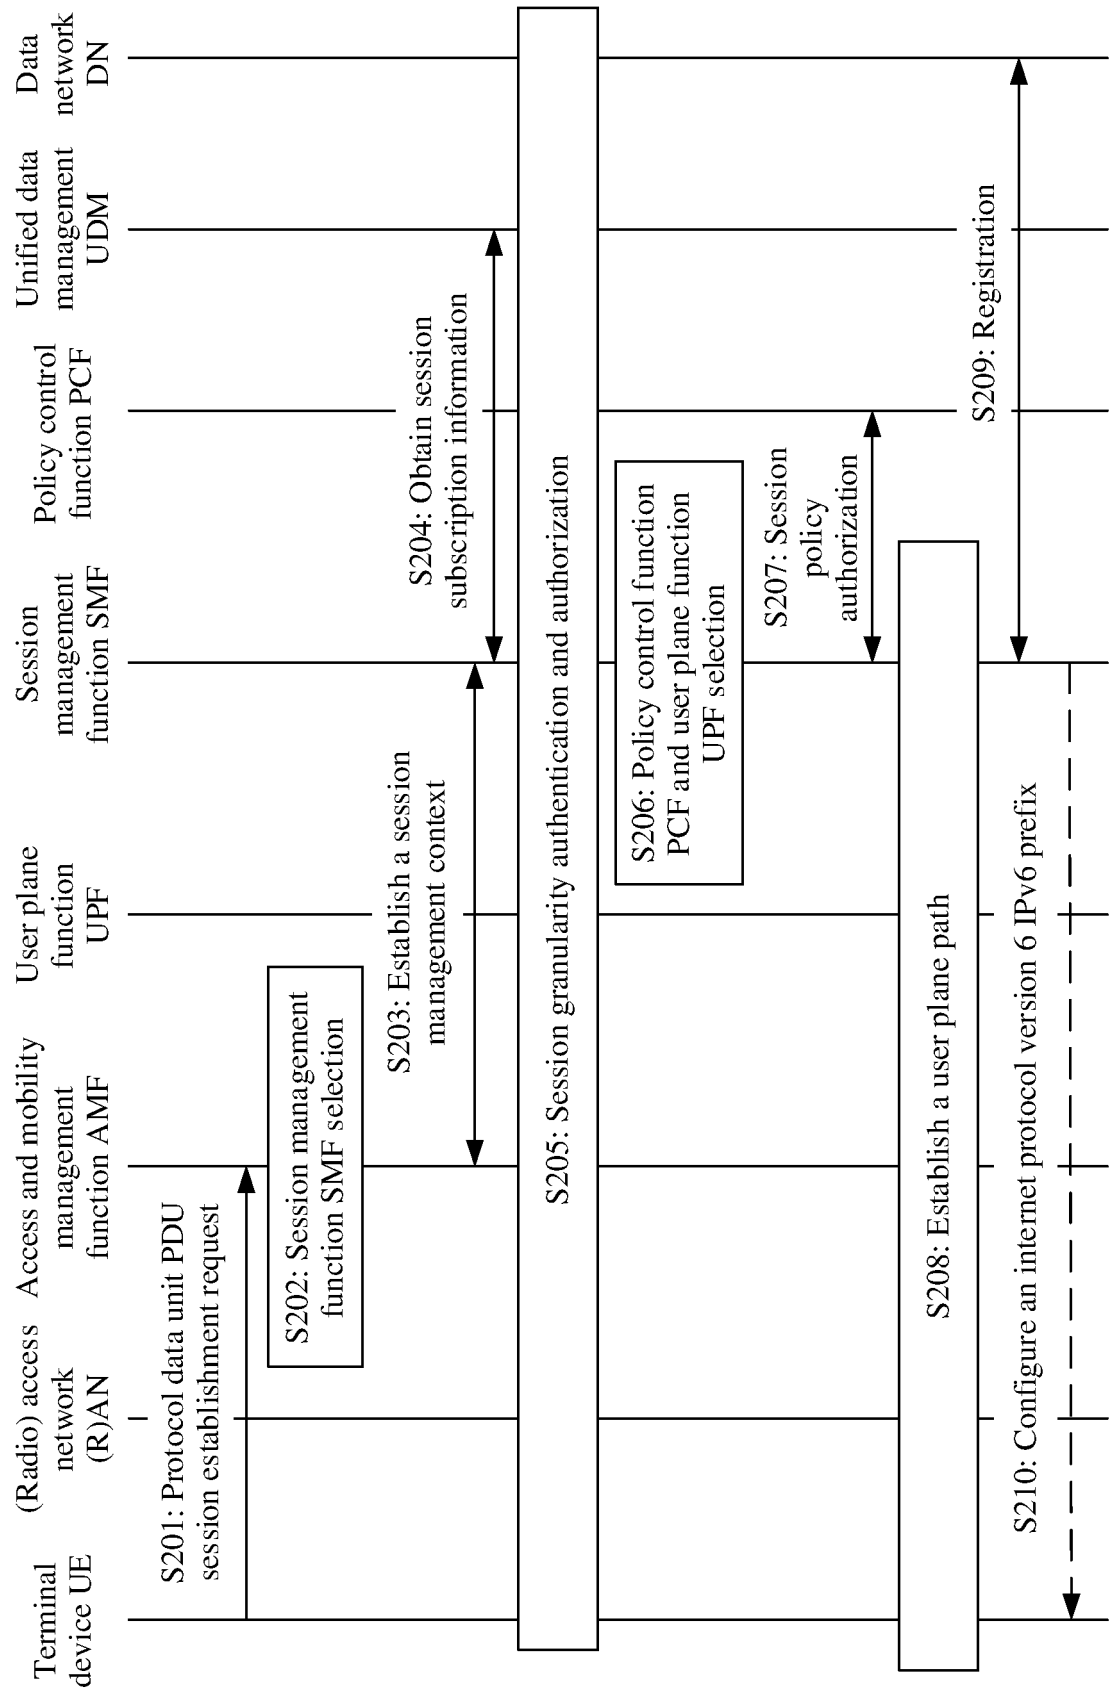 Terminal
device UE
(Radio) access
network
(R)AN
Access and mobility
management
function AMF
User plane
function
UPF
Session
management
function SMF
Policy control
function PCF
Unified data
management
UDM
Data
network
DN
S201: Protocol data unit PDU
session establishment request
S202: Session management
function SMF selection
S203: Establish a session
management context
S204: Obtain session
subscription information
S205: Session granularity authentication and authorization
S206: Policy control function
PCF and user plane function
UPF selection
S207: Session
policy
authorization
S208: Establish a user plane path
S209: Registration
S210: Configure an internet protocol version 6 IPv6 prefix